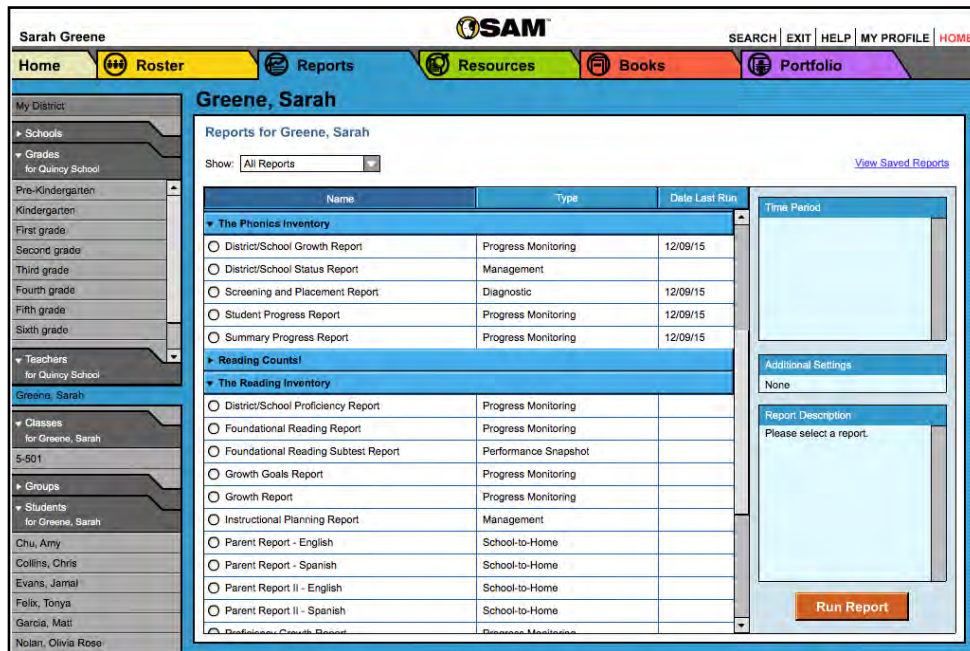 Sarah Greene
SAM™
SEARCH | EXIT | HELP | MY PROFILE | HOME
Home
Roster
Reports
Resources
Books
Portfolio
My District
Schools
Grades
for Quincy School
Pre-Kindergarten
Kindergarten
First grade
Second grade
Third grade
Fourth grade
Fifth grade
Sixth grade
Teachers
for Quincy School
Greene, Sarah
Classes
for Greene, Sarah
5-501
Groups
Students
for Greene, Sarah
Chu, Amy
Collins, Chris
Evans, Jamal
Felix, Tonya
Garcia, Matt
Nolan, Olivia Rose
Greene, Sarah
Reports for Greene, Sarah
Show: All Reports
View Saved Reports
Name Type Date Last Run
The Phonics Inventory
District/School Growth Report Progress Monitoring 12/09/15
District/School Status Report Management
Screening and Placement Report Diagnostic 12/09/15
Student Progress Report Progress Monitoring 12/09/15
Summary Progress Report Progress Monitoring 12/09/15
Reading Counts!
The Reading Inventory
District/School Proficiency Report Progress Monitoring
Foundational Reading Report Progress Monitoring
Foundational Reading Subtest Report Performance Snapshot
Growth Goals Report Progress Monitoring
Growth Report Progress Monitoring
Instructional Planning Report Management
Parent Report - English School-to-Home
Parent Report - Spanish School-to-Home
Parent Report II - English School-to-Home
Parent Report II - Spanish School-to-Home
Proficiency Growth Report Progress Monitoring
Time Period
Additional Settings
None
Report Description
Please select a report.
Run Report